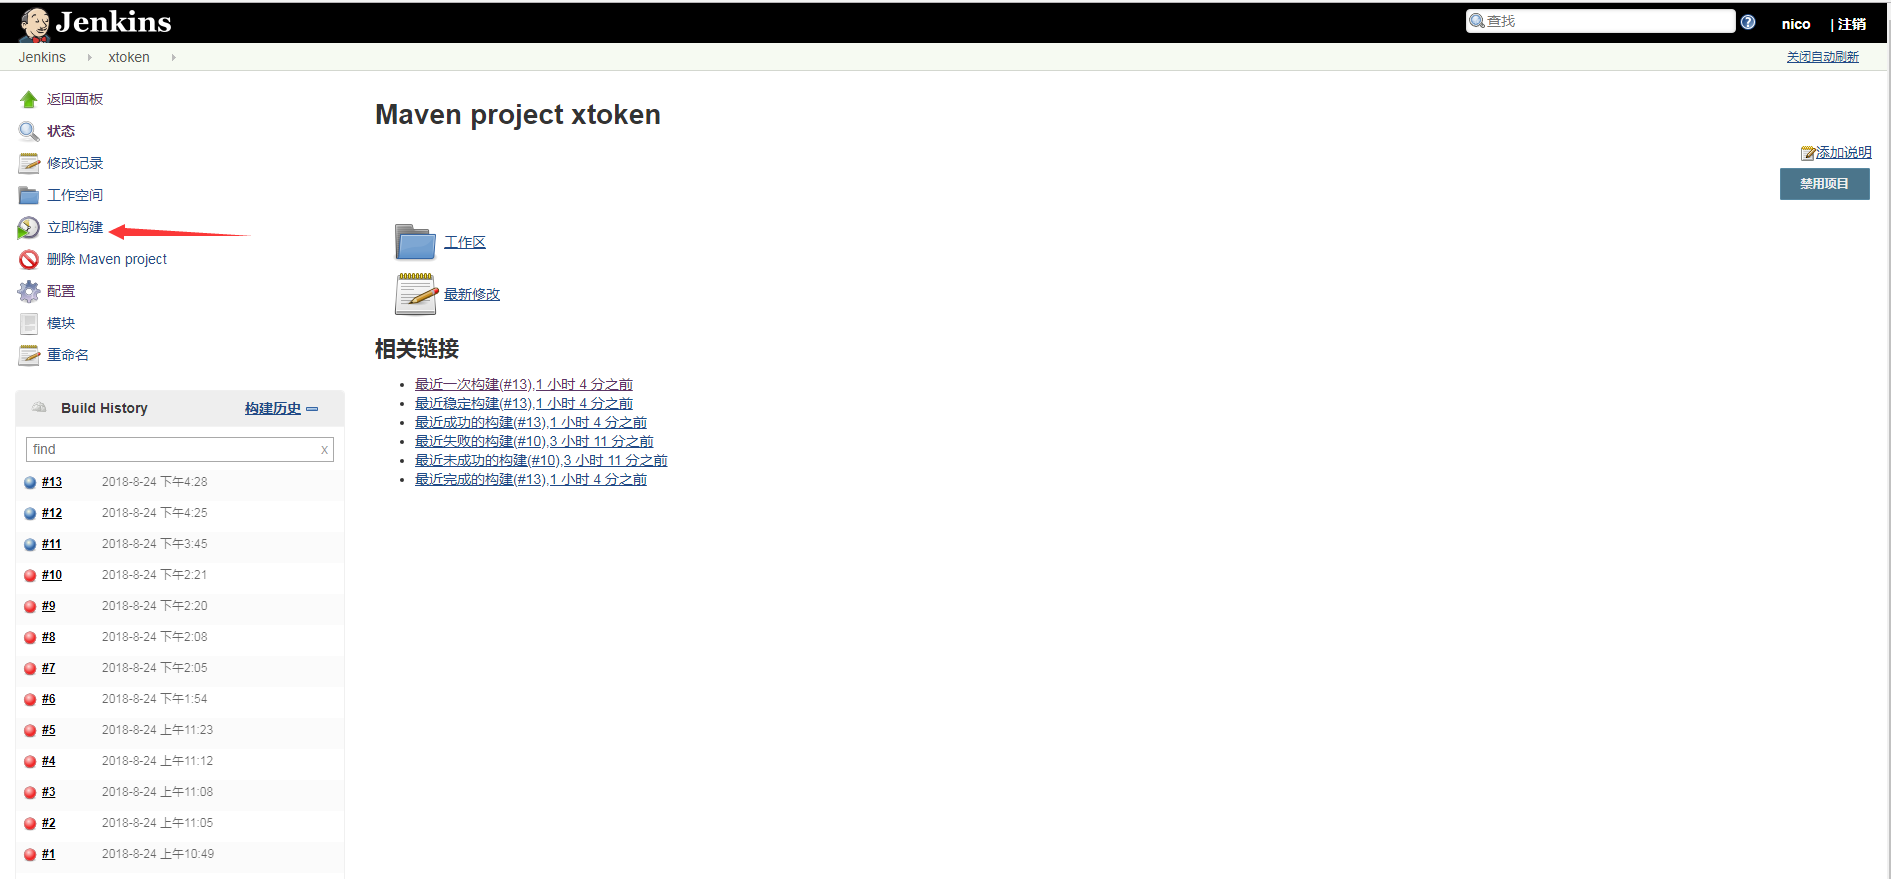 Jenkins
查找
nico
| 注销
Jenkins
xtoken
关闭自动刷新
返回面板
状态
修改记录
工作空间
立即构建
删除 Maven project
配置
模块
重命名
Build History
构建历史
find
x
#13 2018-8-24 下午4:28
#12 2018-8-24 下午4:25
#11 2018-8-24 下午3:45
#10 2018-8-24 下午2:21
#9 2018-8-24 下午2:20
#8 2018-8-24 下午2:08
#7 2018-8-24 下午2:05
#6 2018-8-24 下午1:54
#5 2018-8-24 上午11:23
#4 2018-8-24 上午11:12
#3 2018-8-24 上午11:08
#2 2018-8-24 上午11:05
#1 2018-8-24 上午10:49
Maven project xtoken
添加说明
禁用项目
工作区
最新修改
相关链接
最近一次构建(#13),1 小时 4 分之前
最近稳定构建(#13),1 小时 4 分之前
最近成功的构建(#13),1 小时 4 分之前
最近失败的构建(#10),3 小时 11 分之前
最近未成功的构建(#10),3 小时 11 分之前
最近完成的构建(#13),1 小时 4 分之前